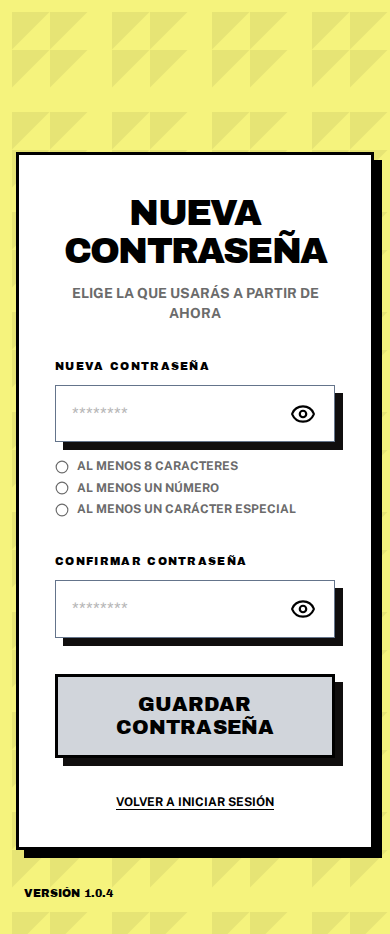 NUEVA
CONTRASEÑA
ELIGE LA QUE USARÁS A PARTIR DE
AHORA
NUEVA CONTRASEÑA
********
AL MENOS 8 CARACTERES
AL MENOS UN NÚMERO
AL MENOS UN CARÁCTER ESPECIAL
CONFIRMAR CONTRASEÑA
********
GUARDAR
CONTRASEÑA
VOLVER A INICIAR SESIÓN
VERSIÓN 1.0.4